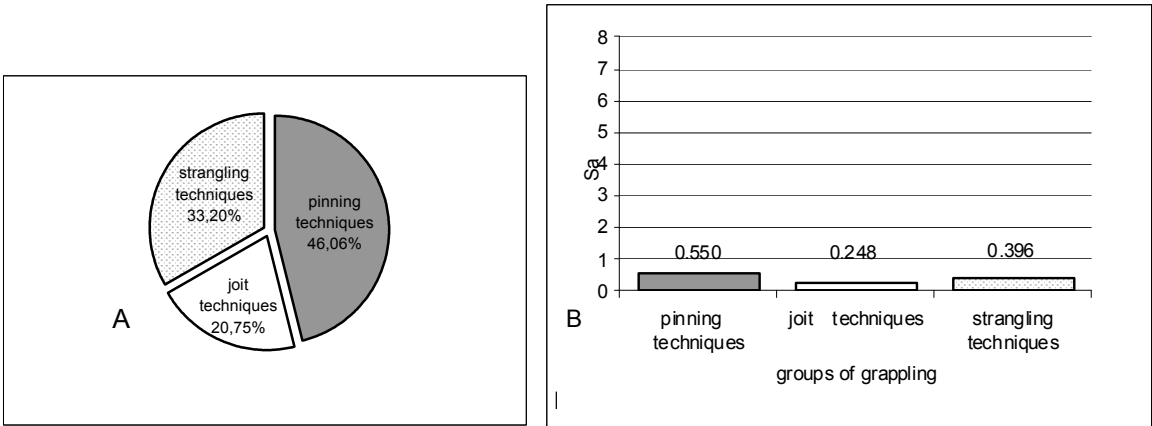 strangling
techniques
33,20%
pinning
techniques
46,06%
joit
techniques
20,75%
A
8
7
6
5
4
3
2
1
0
Sa
0.550
0.248
0.396
pinning
techniques
joit techniques
strangling
techniques
groups of grappling
B